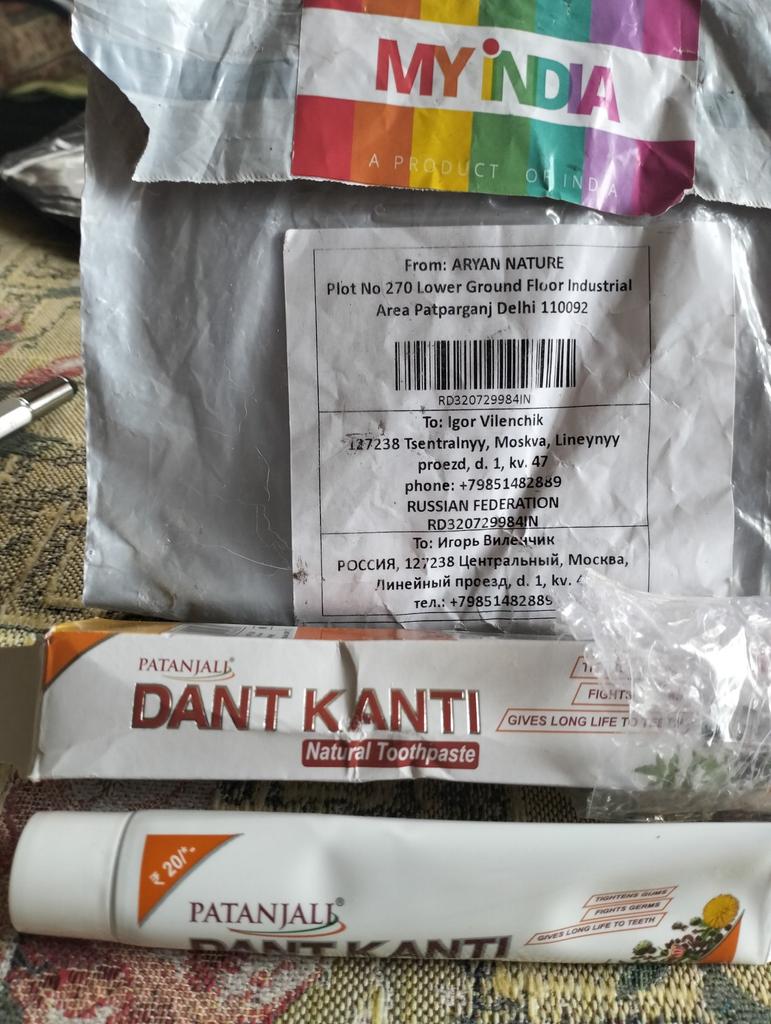 MY INDIA
A PRODUCT OF INDIA
From: ARYAN NATURE
Plot No 270 Lower Ground Floor Industrial
Area Patparganj Delhi 110092
RD320729984IN
To: Igor Vilenchik
127238 Tsentralnyy, Moskva, Lineynyy
proezd, d. 1, kv. 47
phone: +79851482889
RUSSIAN FEDERATION
RD320729984IN
To: Игорь Виленчик
РОССИЯ, 127238 Центральный, Москва,
Линейный проезд, d. 1, kv.
тел.: +79851482889
PATANJALI®
DANT KANTI
Natural Toothpaste
FIGHTS
GIVES LONG LIFE TO TEETH
₹ 20/-
PATANJALI®
DANT KANTI
TIGHTENS GUMS
FIGHTS GERMS
GIVES LONG LIFE TO TEETH